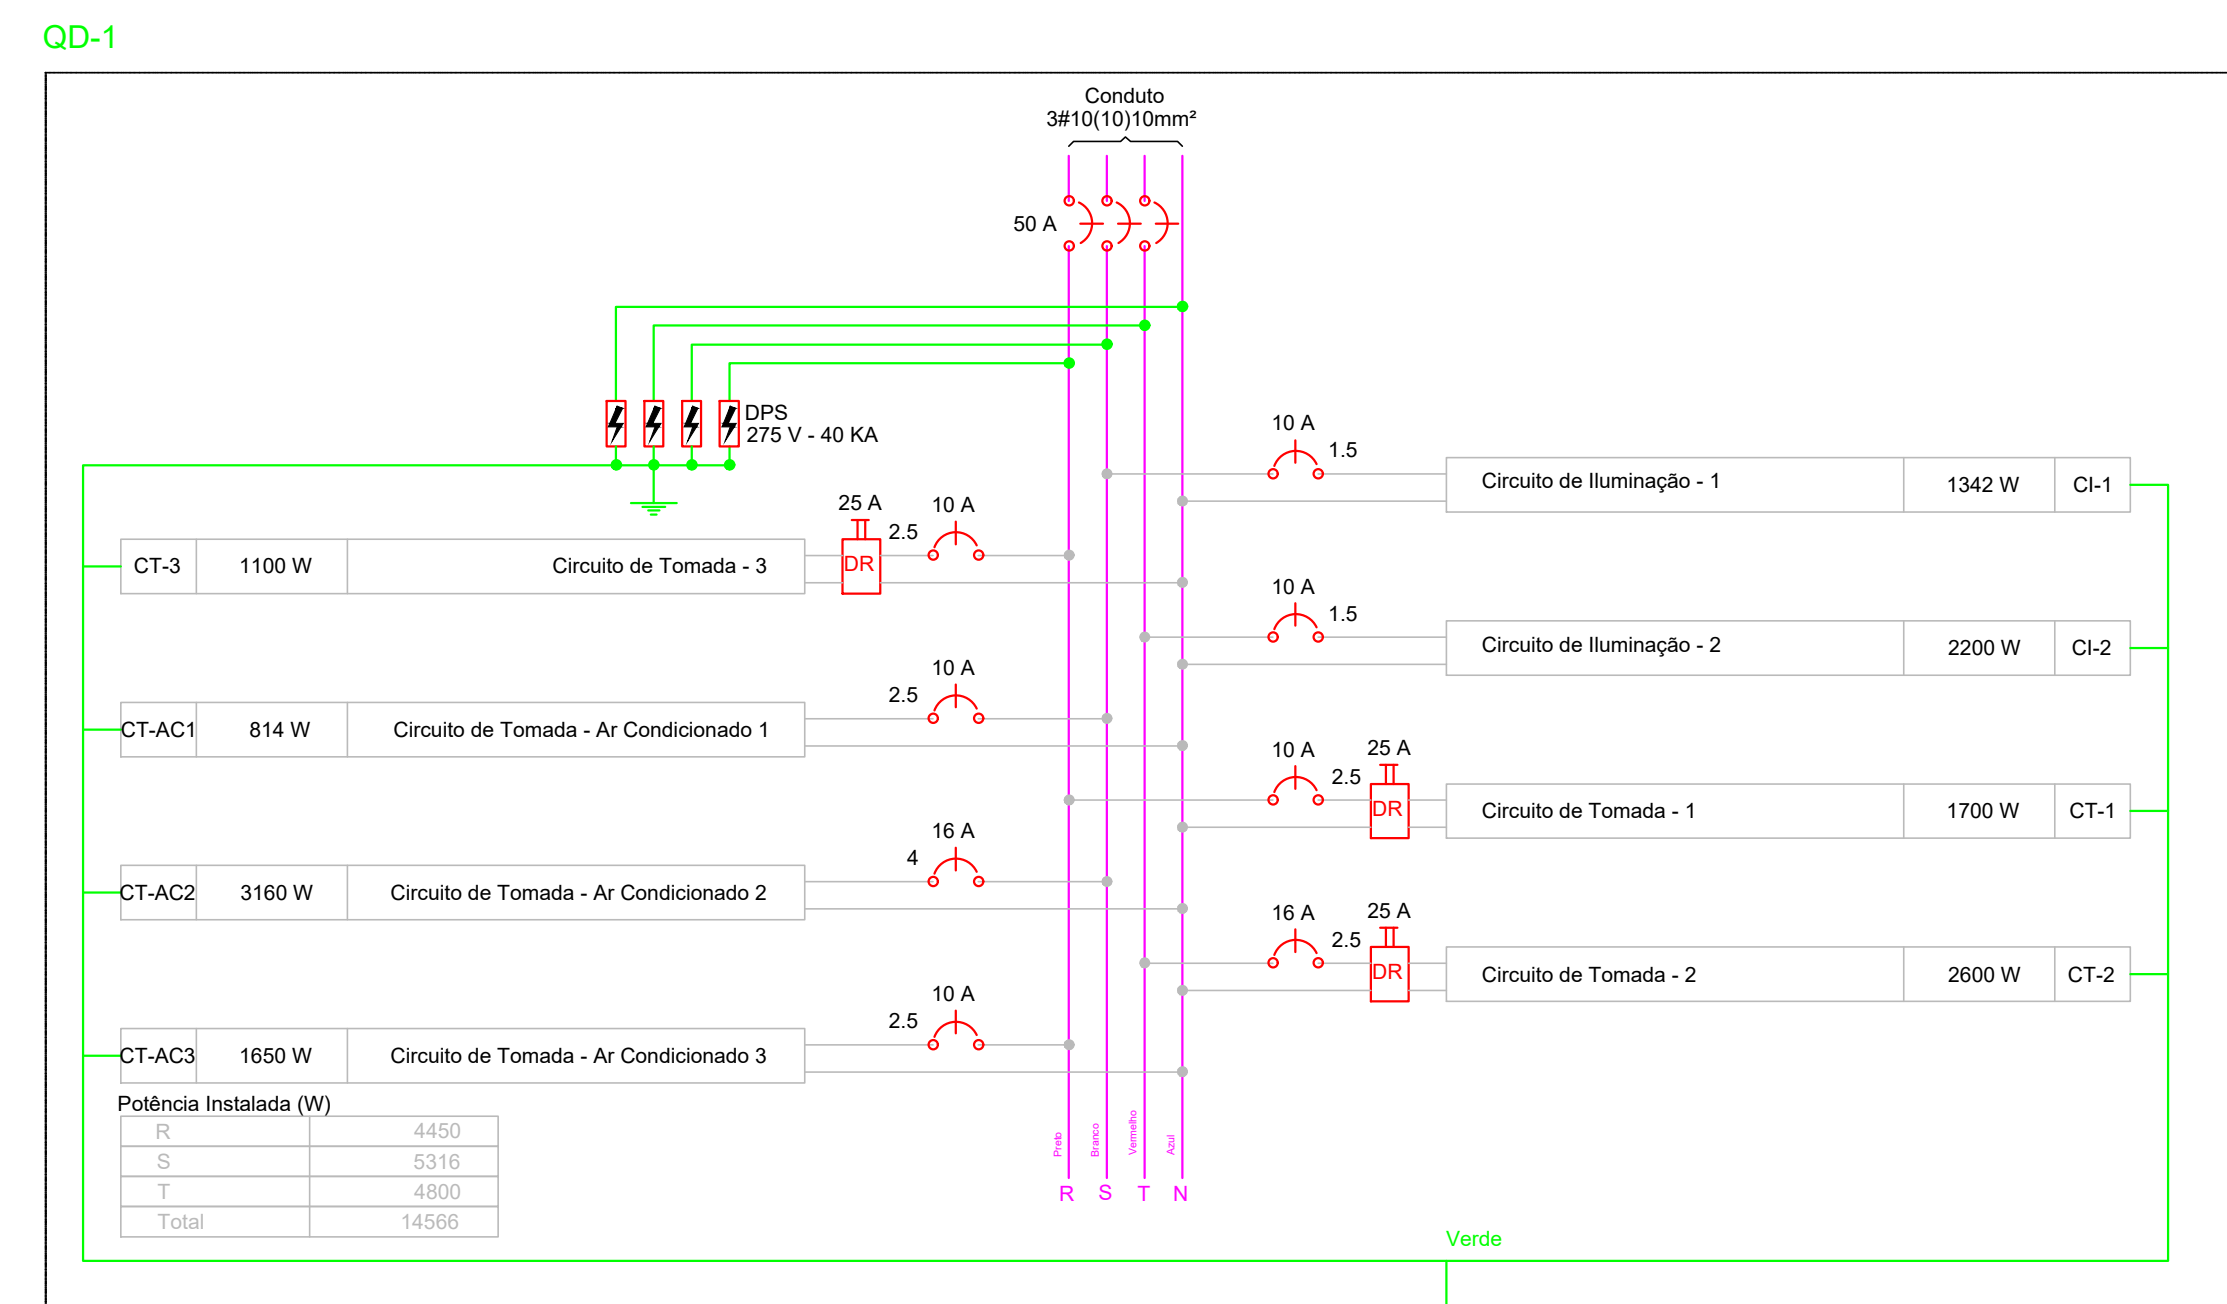 QD-1
Conduto
3#10(10)10mm²
50 A
DPS
275 V - 40 KA
10 A
1.5
Circuito de Iluminação - 1 1342 W CI-1
25 A
10 A
2.5
CT-3 1100 W Circuito de Tomada - 3 DR
10 A
1.5
Circuito de Iluminação - 2 2200 W CI-2
10 A
2.5
CT-AC1 814 W Circuito de Tomada - Ar Condicionado 1
10 A
25 A
2.5
DR Circuito de Tomada - 1 1700 W CT-1
16 A
4
CT-AC2 3160 W Circuito de Tomada - Ar Condicionado 2
16 A
25 A
2.5
DR Circuito de Tomada - 2 2600 W CT-2
10 A
2.5
CT-AC3 1650 W Circuito de Tomada - Ar Condicionado 3
Potência Instalada (W)
R 4450
S 5316
T 4800
Total 14566
Preto
Branco
Vermelho
Azul
R S T N
Verde